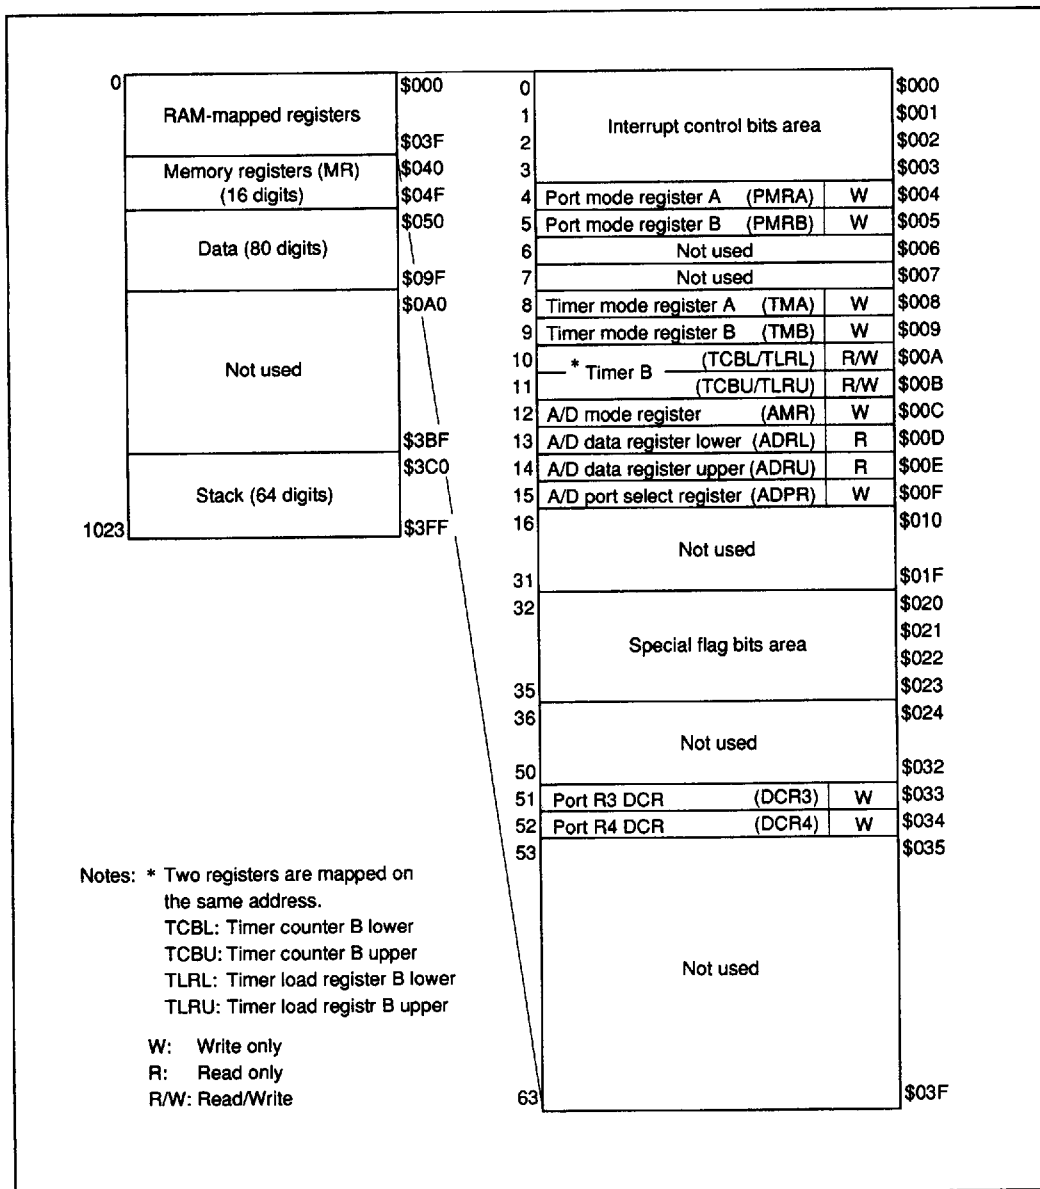 0 $000
RAM-mapped registers
$03F
Memory registers (MR) $040
(16 digits) $04F
$050
Data (80 digits)
$09F
$0A0
Not used
$3BF
$3C0
Stack (64 digits)
1023 $3FF
0 $000
1 $001
Interrupt control bits area
2 $002
3 $003
4 Port mode register A (PMRA) W $004
5 Port mode register B (PMRB) W $005
6 Not used $006
7 Not used $007
8 Timer mode register A (TMA) W $008
9 Timer mode register B (TMB) W $009
10 (TCBL/TLRL) R/W $00A
* Timer B
11 (TCBU/TLRU) R/W $00B
12 A/D mode register (AMR) W $00C
13 A/D data register lower (ADRL) R $00D
14 A/D data register upper (ADRU) R $00E
15 A/D port select register (ADPR) W $00F
16 $010
Not used
31 $01F
32 $020
$021
Special flag bits area
$022
35 $023
36 $024
Not used
50 $032
51 Port R3 DCR (DCR3) W $033
52 Port R4 DCR (DCR4) W $034
53 $035
Not used
63 $03F
Notes: * Two registers are mapped on
the same address.
TCBL: Timer counter B lower
TCBU: Timer counter B upper
TLRL: Timer load register B lower
TLRU: Timer load registr B upper
W: Write only
R: Read only
R/W: Read/Write